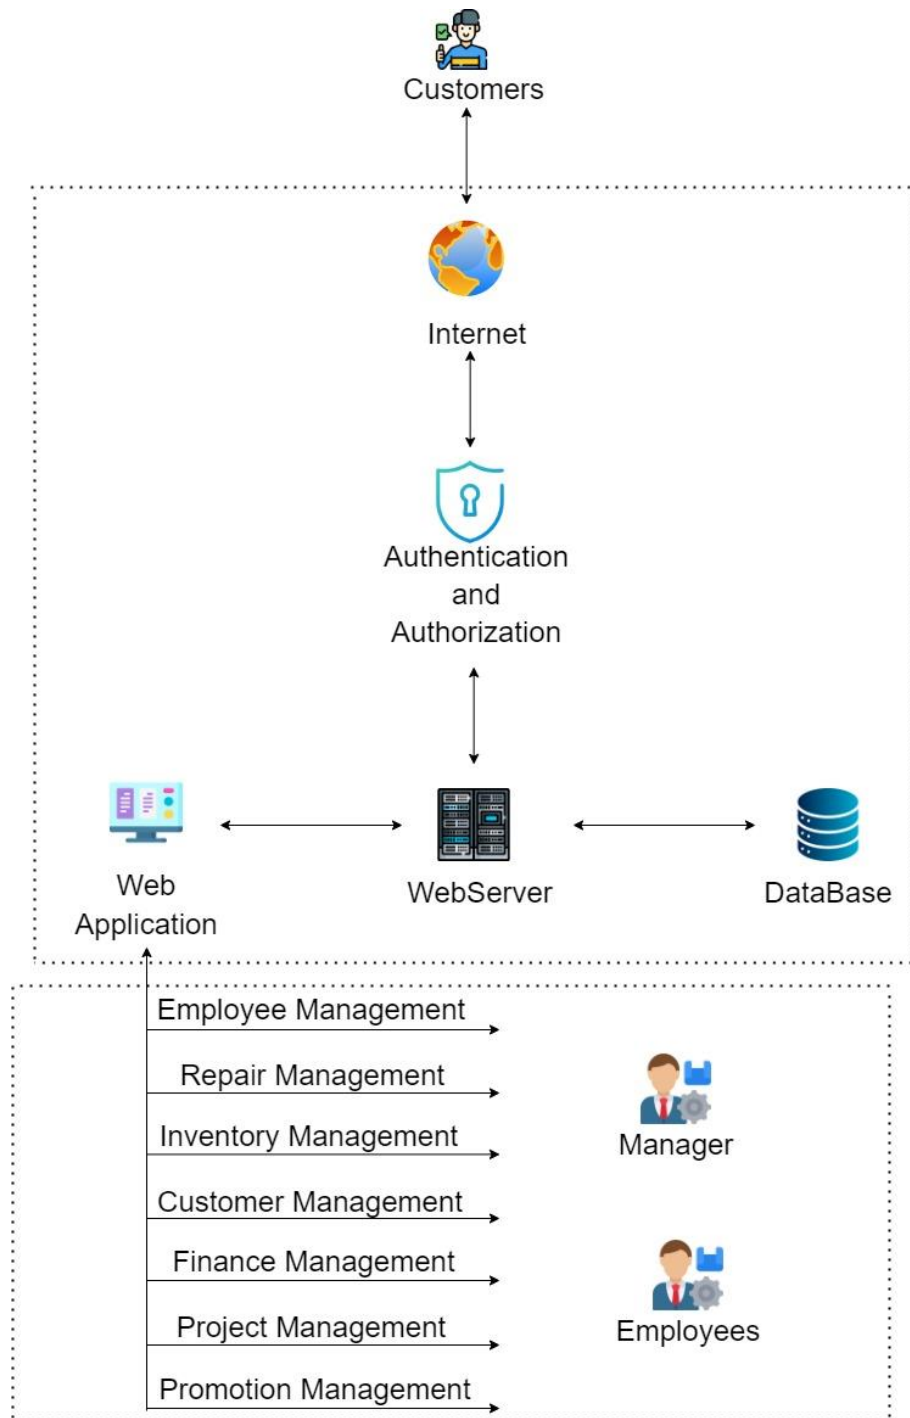 Customers
Internet
Authentication
and
Authorization
Web
Application
WebServer
DataBase
Employee Management
Repair Management
Inventory Management
Customer Management
Finance Management
Project Management
Promotion Management
Manager
Employees